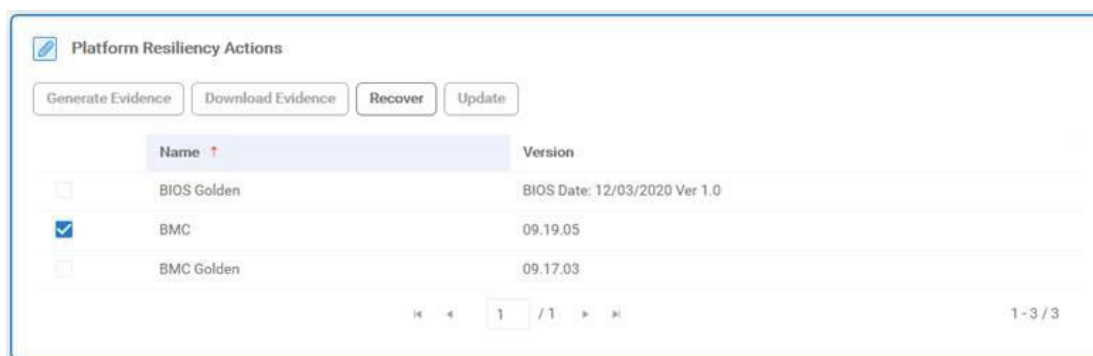 Platform Resiliency Actions
Generate Evidence Download Evidence Recover Update
Name ↑ Version
BIOS Golden BIOS Date: 12/03/2020 Ver 1.0
BMC 09.19.05
BMC Golden 09.17.03
1 / 1 1 - 3 / 3